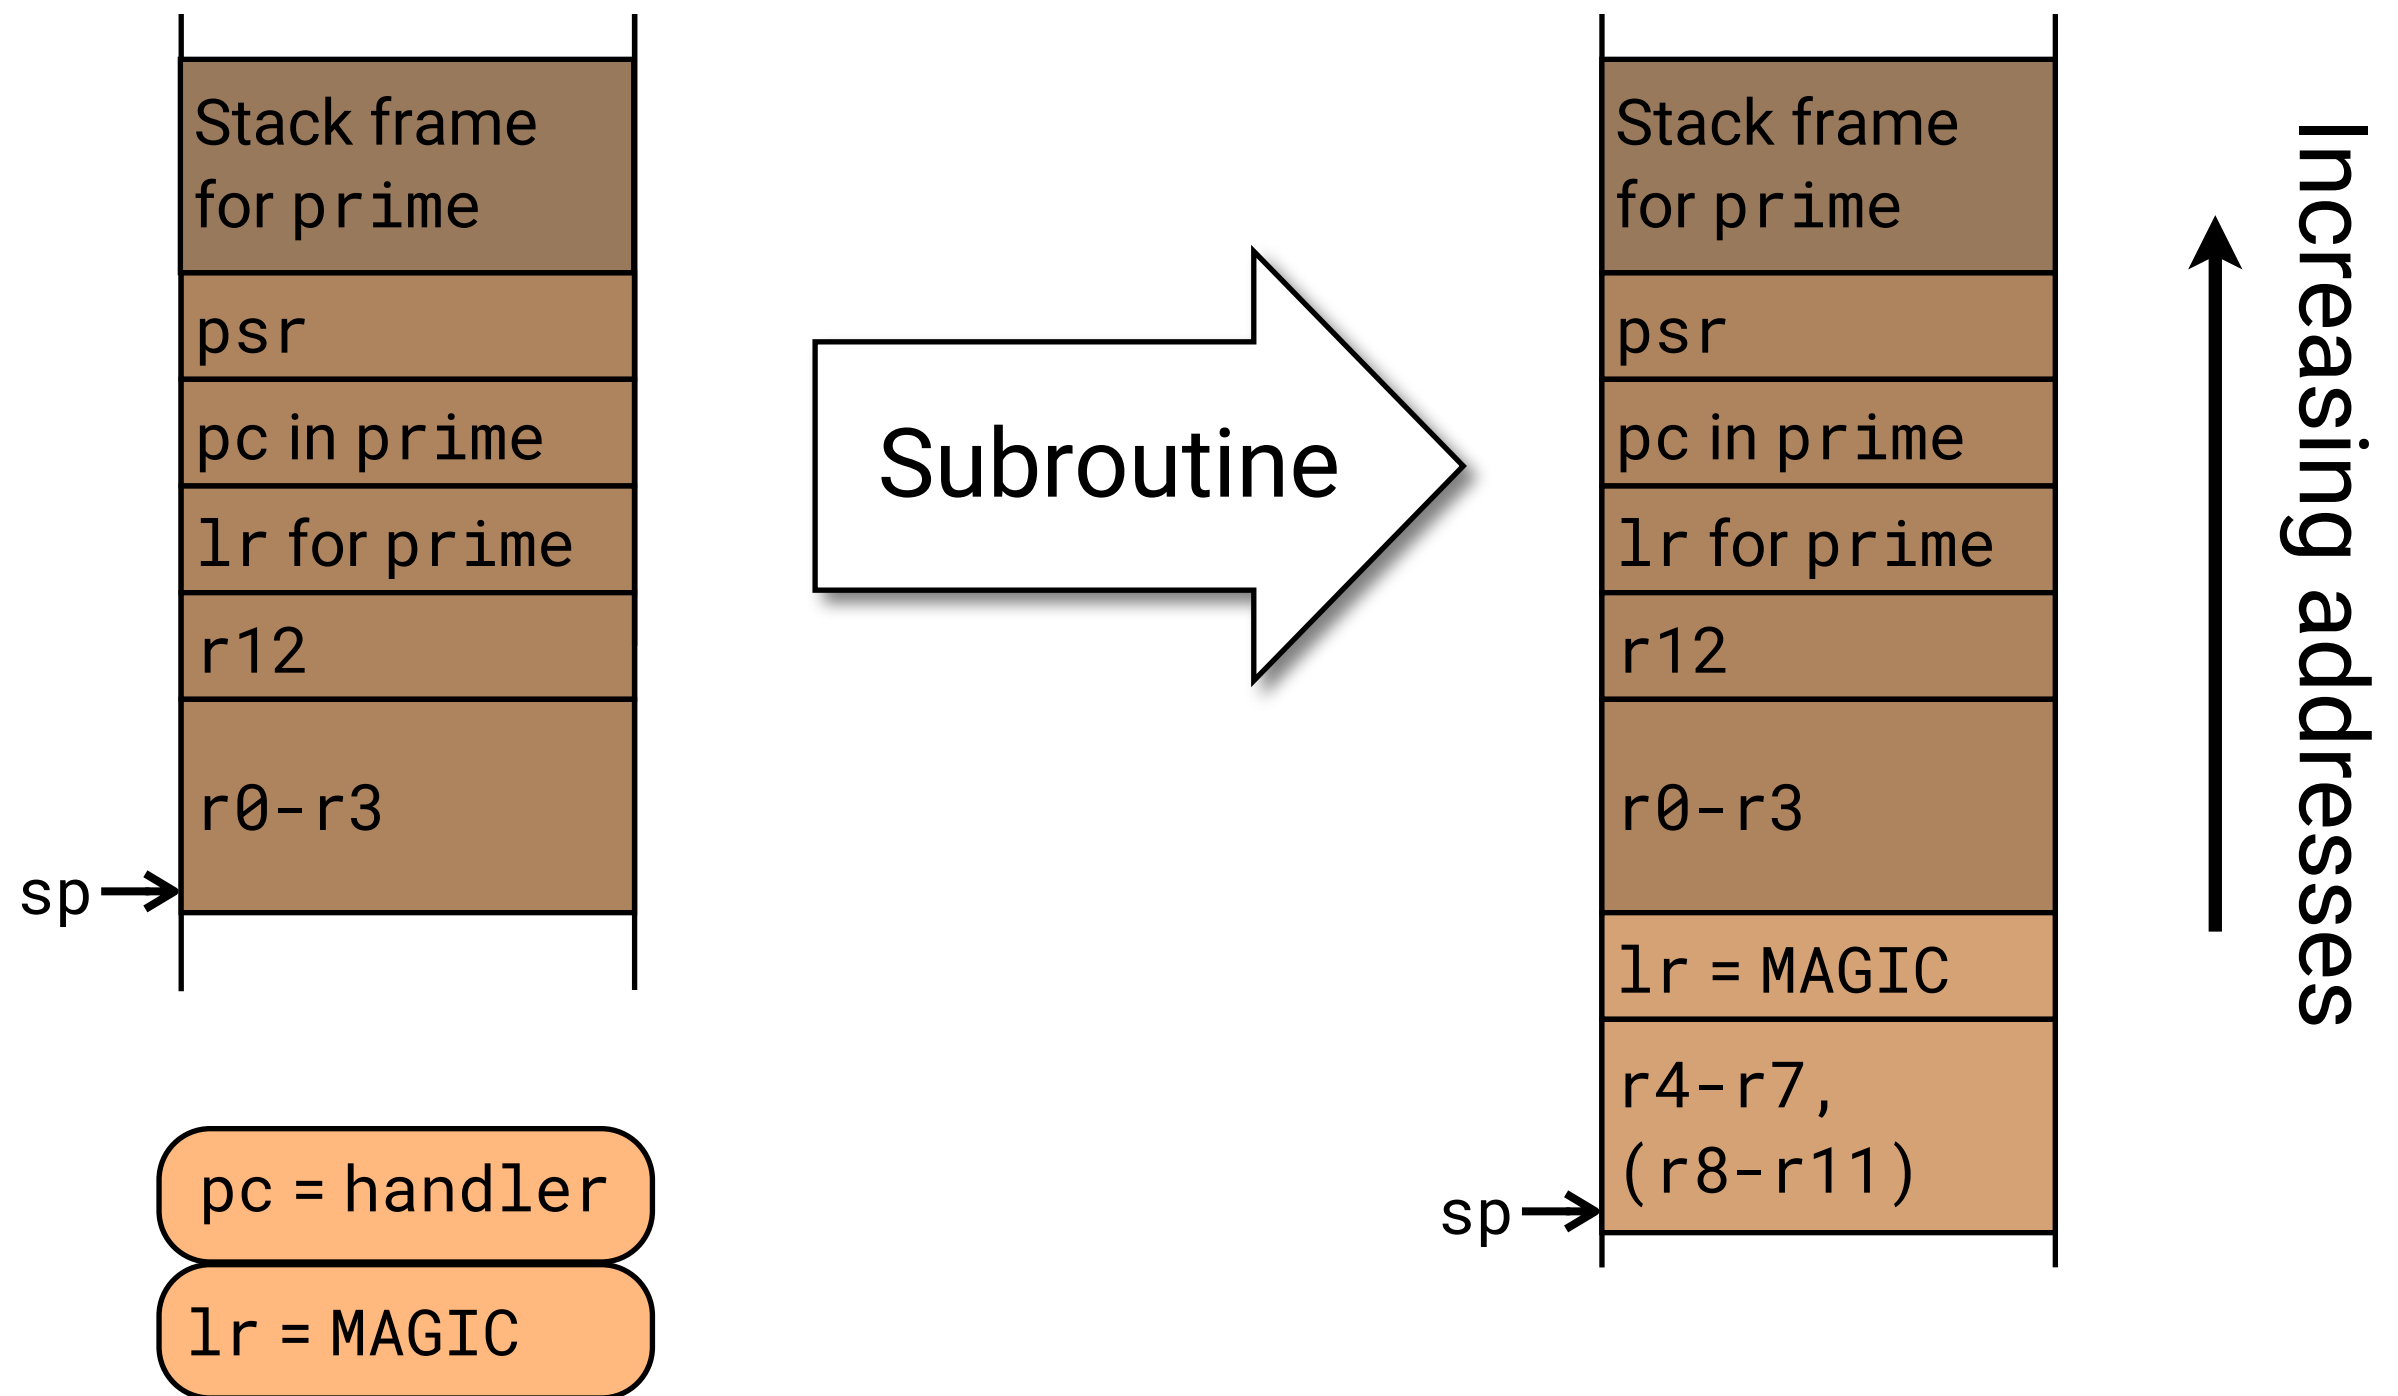 Stack frame
for prime
psr
pc in prime
lr for prime
r12
r0-r3
sp
pc = handler
lr = MAGIC
Subroutine
Stack frame
for prime
psr
pc in prime
lr for prime
r12
r0-r3
lr = MAGIC
r4-r7,
(r8-r11)
sp
Increasing addresses